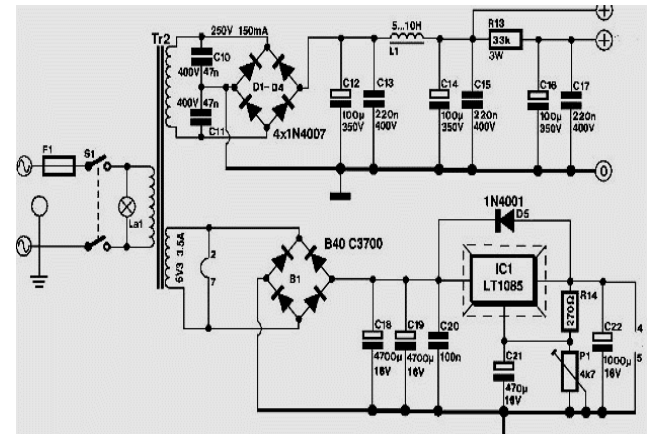 250V 150mA
Tr2
C10
400V 47n
D1-D4
400V 47n
C11
4x1N4007
5...10H
L1
R13
33k
3W
+
+
C12
100µ
350V
C13
220n
400V
C14
100µ
350V
C15
220n
400V
C16
100µ
350V
C17
220n
400V
0
F1
S1
La1
6V3 3.5A
2
7
B40 C3700
B1
1N4001
D5
IC1
LT1085
C18
4700µ
16V
C19
4700µ
16V
C20
100n
C21
470µ
16V
R14
270Ω
P1
4k7
C22
1000µ
16V
4
5